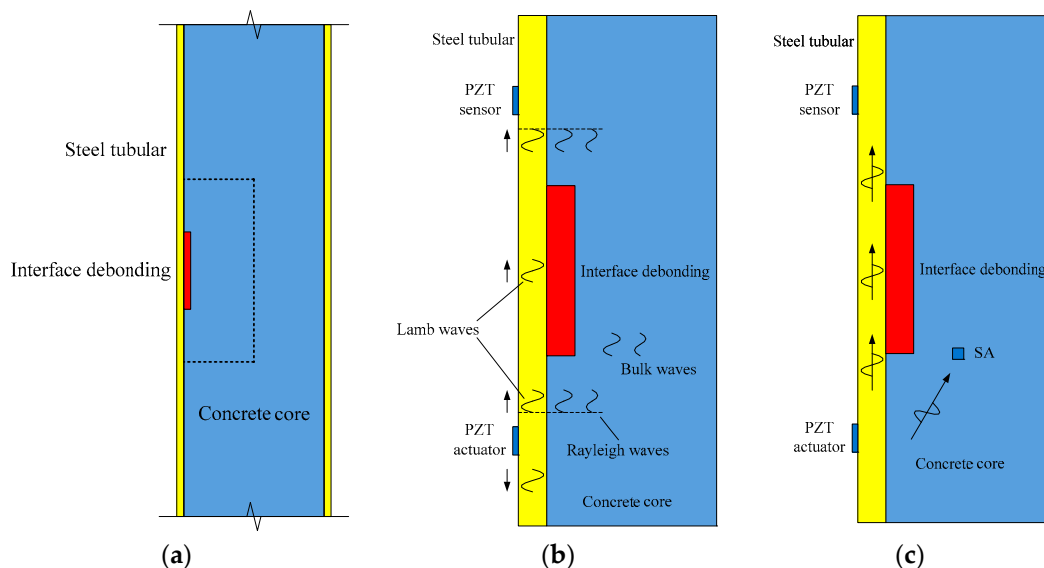 Steel tubular
Interface debonding
Concrete core
(a)
Steel tubular
PZT
sensor
Interface debonding
Lamb waves
Bulk waves
PZT
actuator
Rayleigh waves
Concrete core
(b)
Steel tubular
PZT
sensor
Interface debonding
SA
PZT
actuator
Concrete core
(c)